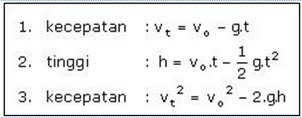 1. kecepatan : vₜ = vₒ - g.t
2. tinggi : h = vₒ.t - 1/2 g.t²
3. kecepatan : vₜ² = vₒ² - 2.g.h